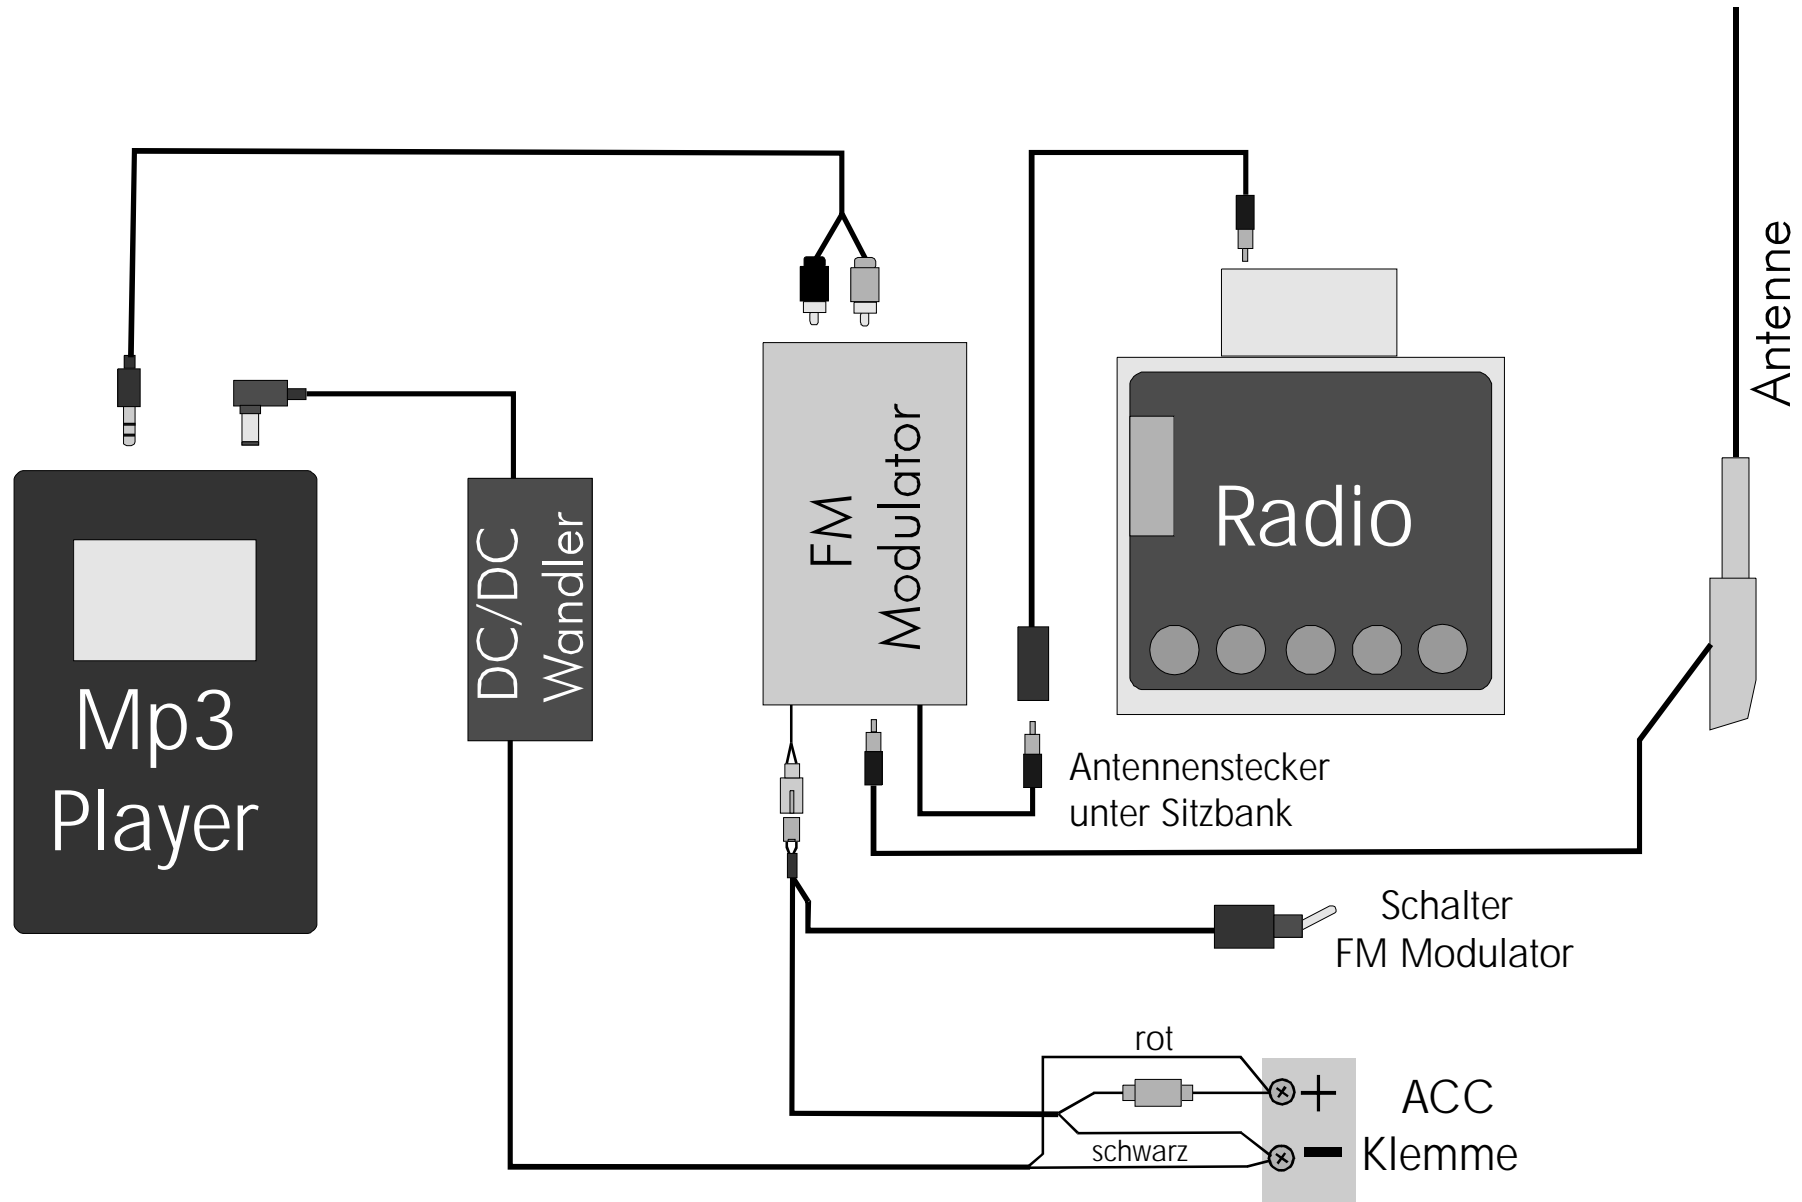 Antenne
FM
Modulator
Radio
DC/DC
Wandler
Mp3
Player
Antennenstecker
unter Sitzbank
Schalter
FM Modulator
rot
+
ACC
schwarz
−
Klemme